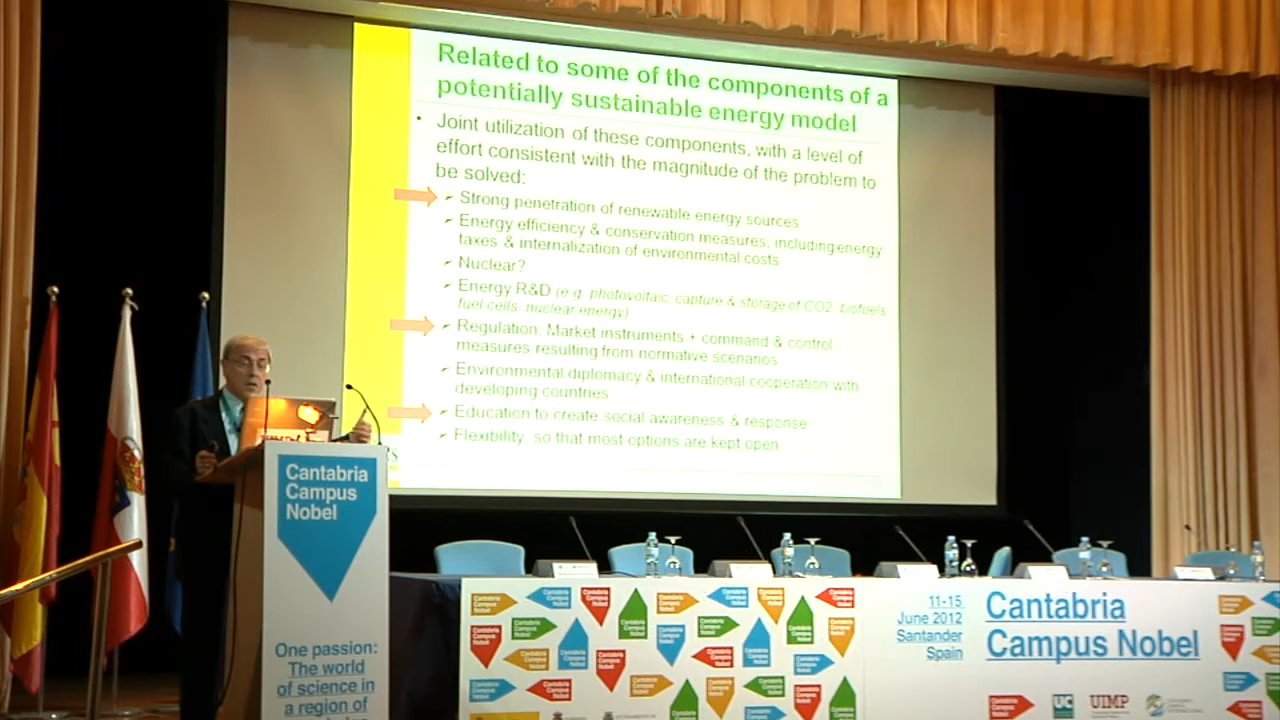 Related to some of the components of a
potentially sustainable energy model
• Joint utilization of these components, with a level of
effort consistent with the magnitude of the problem to
be solved:
Strong penetration of renewable energy sources
Energy efficiency & conservation measures, including energy
taxes & internalization of environmental costs
Nuclear?
Energy R&D (e.g. photovoltaic, capture & storage of CO2, biofuels,
fuel cells, nuclear energy)
Regulation: Market instruments + command & control
measures resulting from normative scenarios
Environmental diplomacy & international cooperation with
developing countries
Education to create social awareness & response
Flexibility, so that most options are kept open
Cantabria
Campus
Nobel
One passion:
The world
of science in
a region of
11-15
June 2012
Santander
Spain
Cantabria
Campus Nobel
UC
UIMP